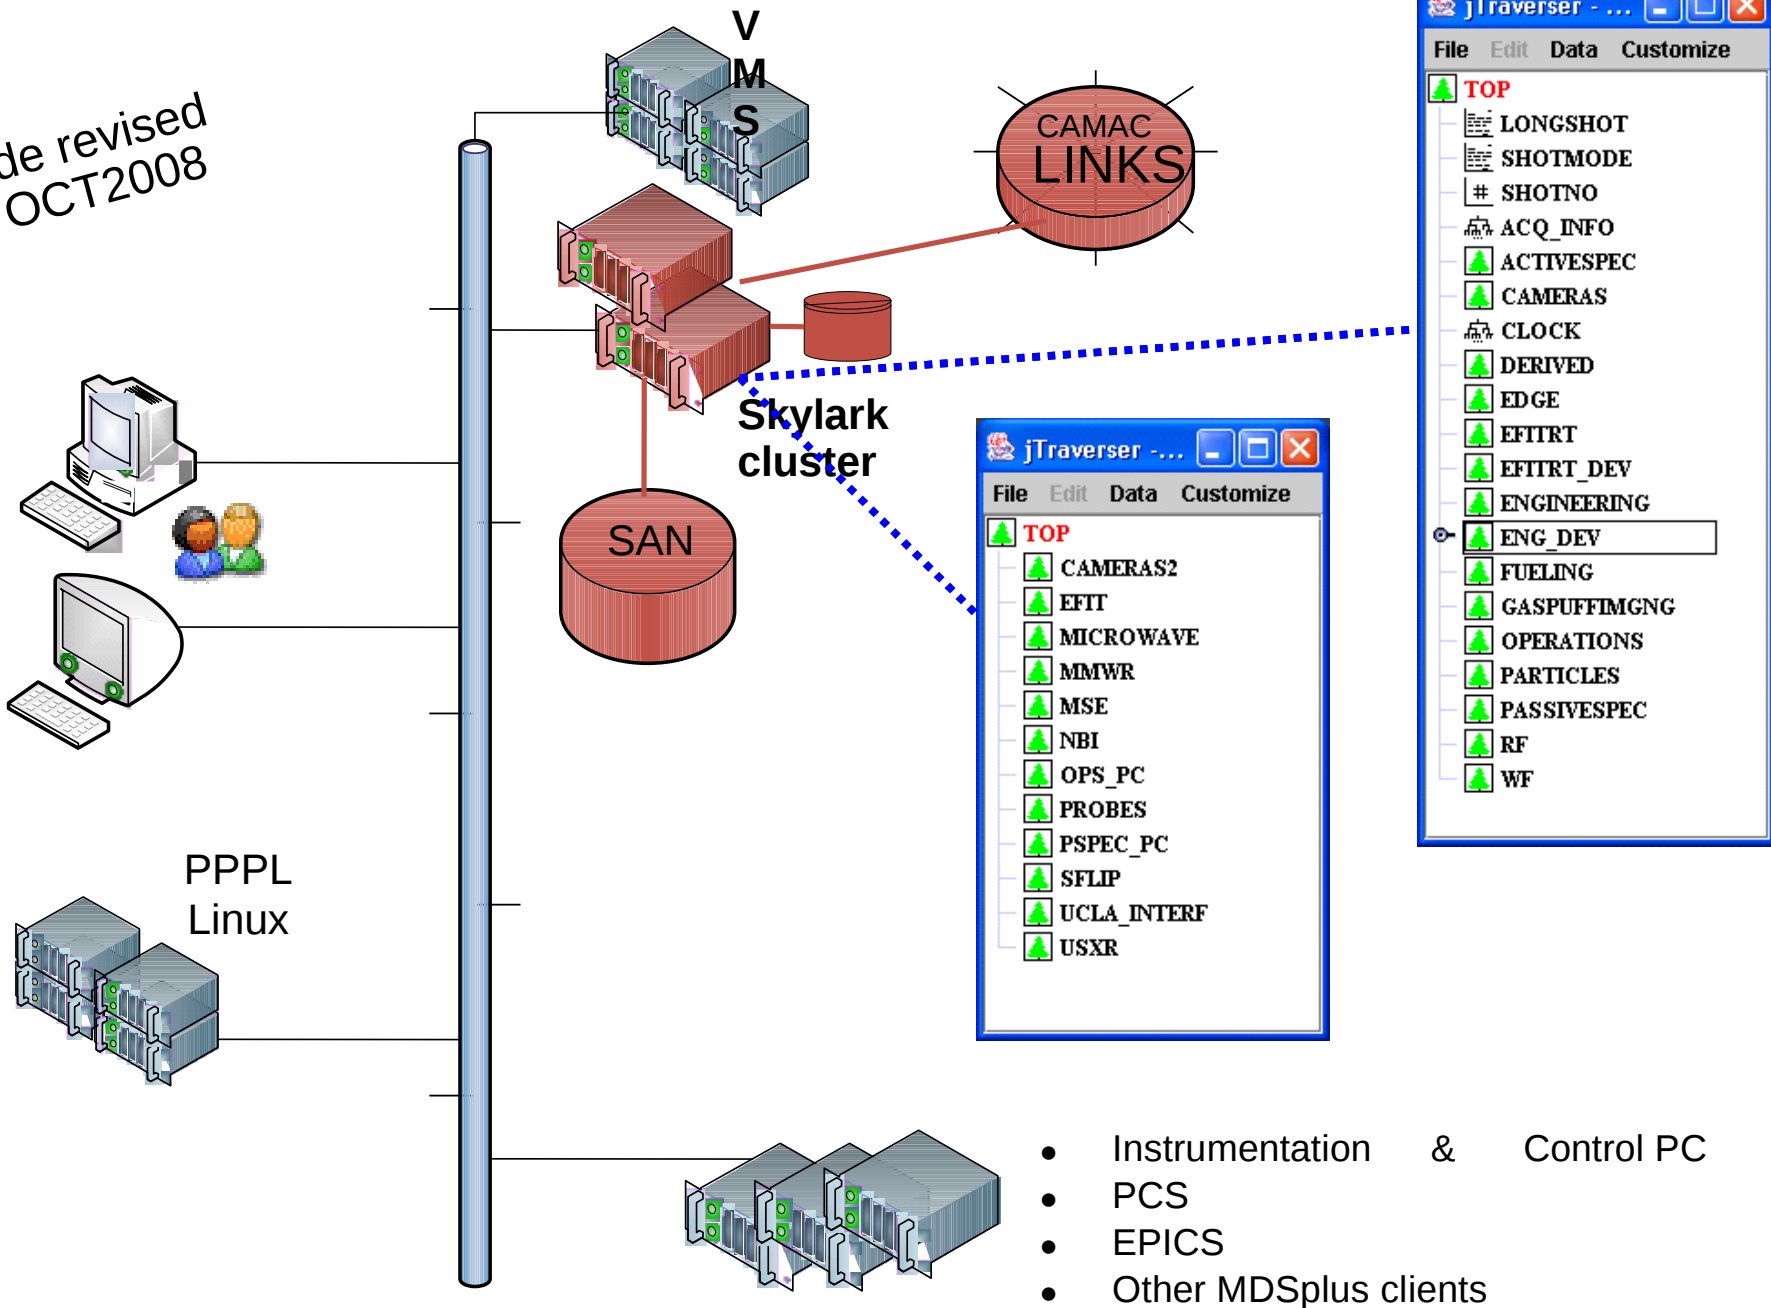 V
M
S
revised
OCT2008
CAMAC
LINKS
Skylark
cluster
SAN
PPPL
Linux
jTraverser -...
File Edit Data Customize
TOP
CAMERAS2
EFIT
MICROWAVE
MMWR
MSE
NBI
OPS_PC
PROBES
PSPEC_PC
SFLIP
UCLA_INTERF
USXR
jTraverser - ...
File Edit Data Customize
TOP
LONGSHOT
SHOTMODE
SHOTNO
ACQ_INFO
ACTIVESPEC
CAMERAS
CLOCK
DERIVED
EDGE
EFITRT
EFITRT_DEV
ENGINEERING
ENG_DEV
FUELING
GASPUFFIMGNG
OPERATIONS
PARTICLES
PASSIVESPEC
RF
WF
● Instrumentation & Control PC
● PCS
● EPICS
● Other MDSplus clients